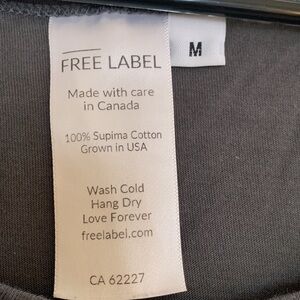 FREE LABEL
M
Made with care
in Canada
100% Supima Cotton
Grown in USA
Wash Cold
Hang Dry
Love Forever
freelabel.com
CA 62227